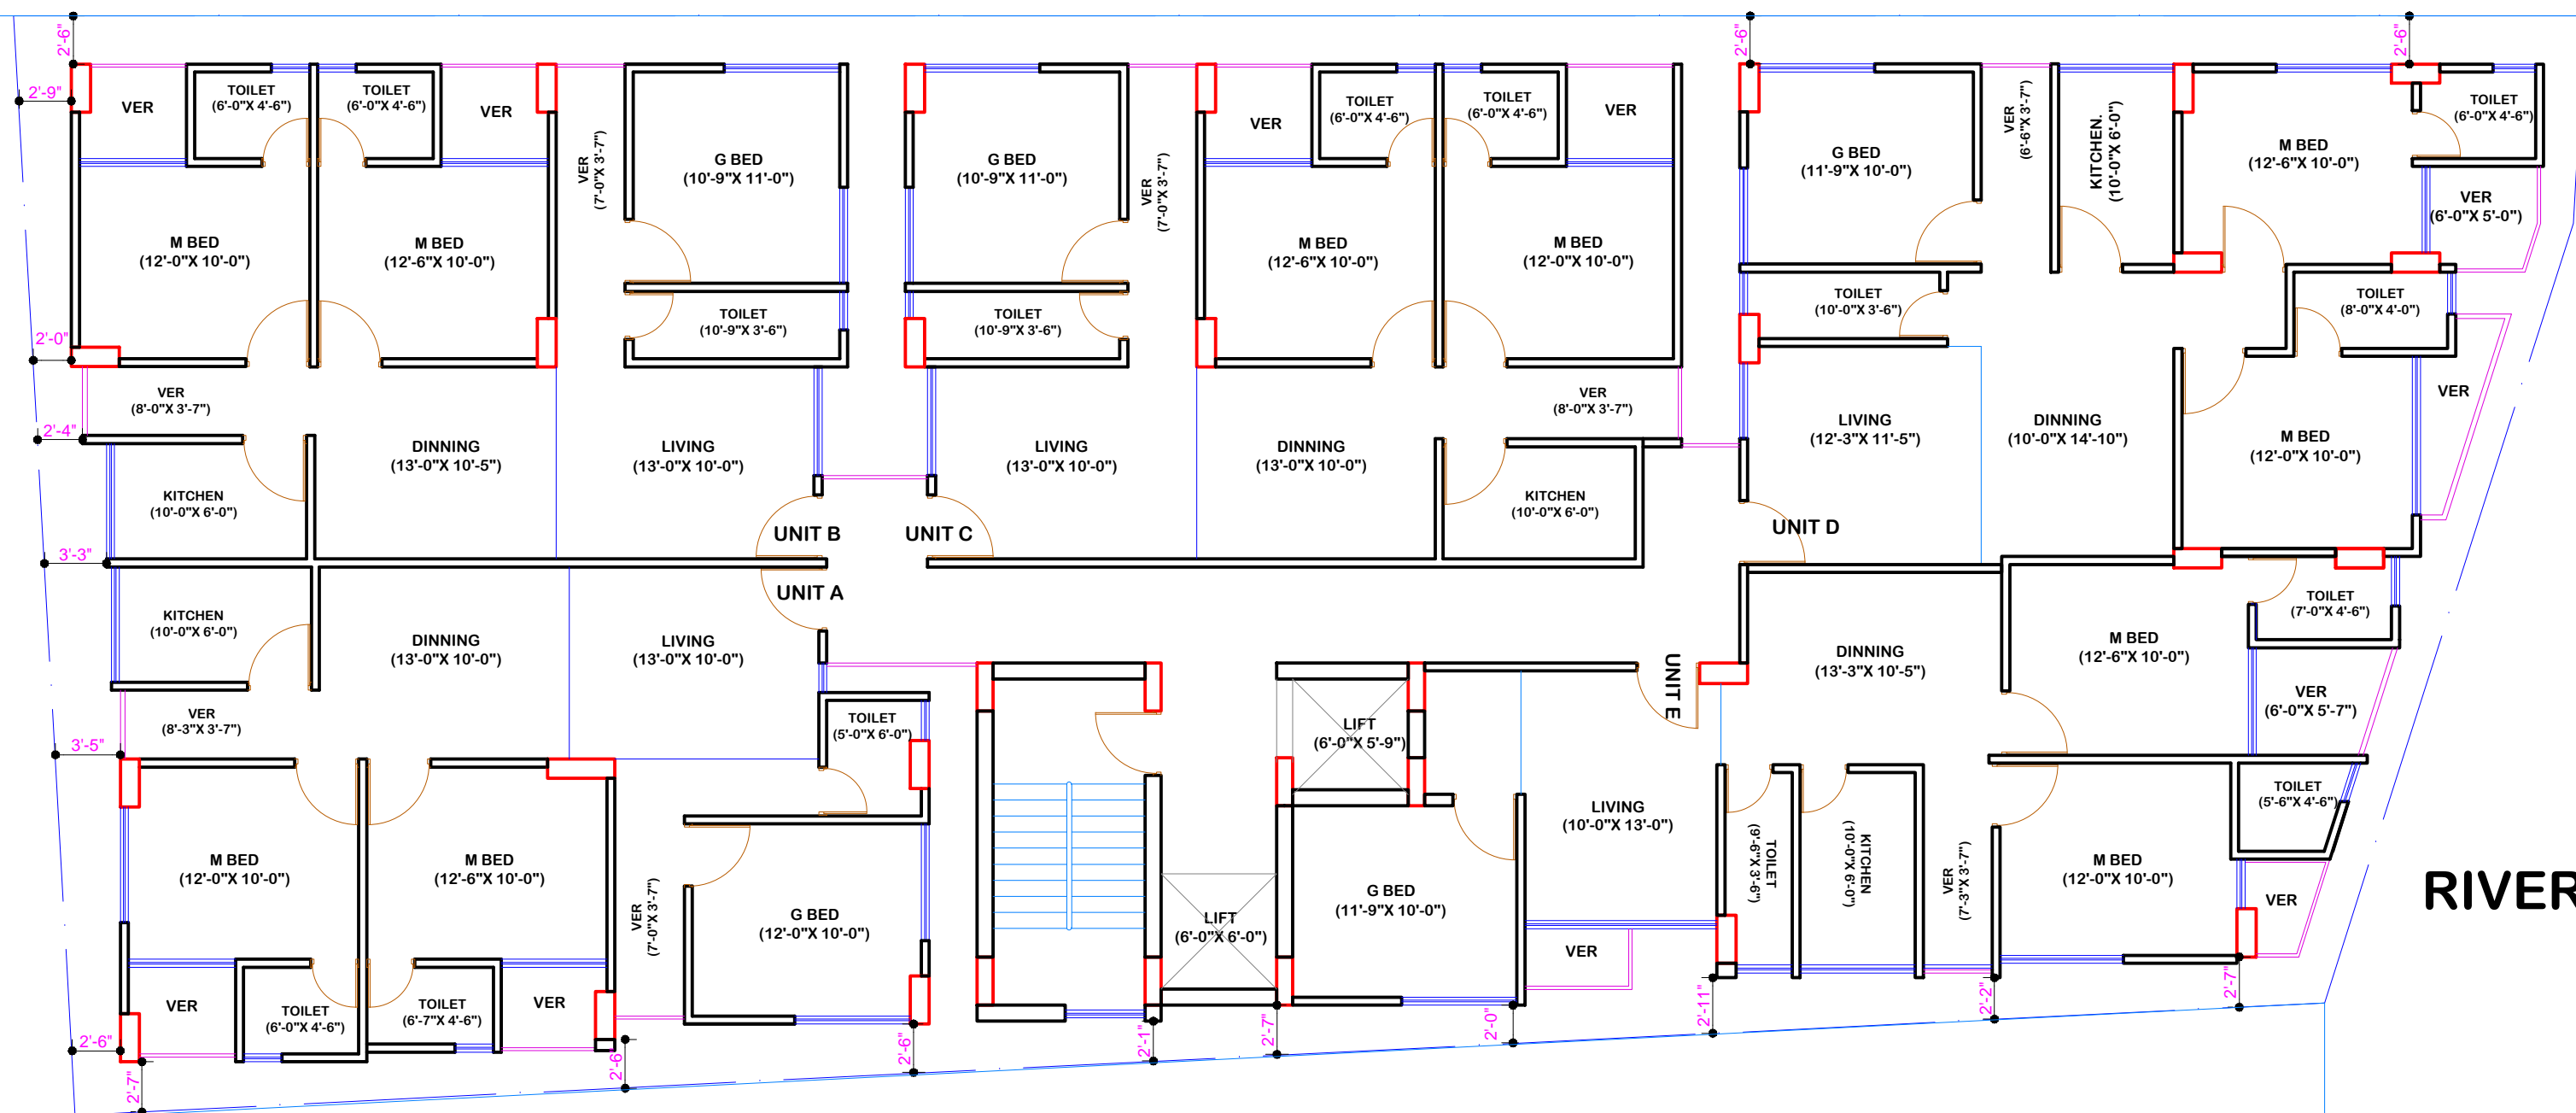 2'-6"
2'-6"
2'-6"
2'-9"
VER
TOILET
(6'-0"X 4'-6")
TOILET
(6'-0"X 4'-6")
VER
VER
(7'-0"X 3'-7")
G BED
(10'-9"X 11'-0")
G BED
(10'-9"X 11'-0")
VER
(7'-0"X 3'-7")
VER
TOILET
(6'-0"X 4'-6")
TOILET
(6'-0"X 4'-6")
VER
G BED
(11'-9"X 10'-0")
VER
(6'-6"X 3'-7")
KITCHEN.
(10'-0"X 6'-0")
M BED
(12'-6"X 10'-0")
TOILET
(6'-0"X 4'-6")
VER
(6'-0"X 5'-0")
M BED
(12'-0"X 10'-0")
M BED
(12'-6"X 10'-0")
M BED
(12'-6"X 10'-0")
M BED
(12'-0"X 10'-0")
TOILET
(10'-9"X 3'-6")
TOILET
(10'-9"X 3'-6")
TOILET
(10'-0"X 3'-6")
TOILET
(8'-0"X 4'-0")
2'-0"
VER
(8'-0"X 3'-7")
VER
(8'-0"X 3'-7")
VER
2'-4"
DINNING
(13'-0"X 10'-5")
LIVING
(13'-0"X 10'-0")
LIVING
(13'-0"X 10'-0")
DINNING
(13'-0"X 10'-0")
LIVING
(12'-3"X 11'-5")
DINNING
(10'-0"X 14'-10")
M BED
(12'-0"X 10'-0")
KITCHEN
(10'-0"X 6'-0")
KITCHEN
(10'-0"X 6'-0")
UNIT B
UNIT C
UNIT D
3'-3"
UNIT A
KITCHEN
(10'-0"X 6'-0")
DINNING
(13'-0"X 10'-0")
LIVING
(13'-0"X 10'-0")
UNIT E
DINNING
(13'-3"X 10'-5")
M BED
(12'-6"X 10'-0")
TOILET
(7'-0"X 4'-6")
VER
(6'-0"X 5'-7")
VER
(8'-3"X 3'-7")
3'-5"
TOILET
(5'-0"X 6'-0")
LIFT
(6'-0"X 5'-9")
LIVING
(10'-0"X 13'-0")
TOILET
(9'-6"X 3'-6")
KITCHEN
(10'-0"X 6'-0")
VER
(7'-3"X 3'-7")
M BED
(12'-0"X 10'-0")
TOILET
(5'-6"X 4'-6")
VER
M BED
(12'-0"X 10'-0")
M BED
(12'-6"X 10'-0")
VER
(7'-0"X 3'-7")
G BED
(12'-0"X 10'-0")
LIFT
(6'-0"X 6'-0")
G BED
(11'-9"X 10'-0")
VER
RIVER
VER
TOILET
(6'-0"X 4'-6")
TOILET
(6'-7"X 4'-6")
VER
2'-6"
2'-7"
2'-6"
2'-6"
2'-1"
2'-7"
2'-0"
2'-11"
2'-2"
2'-7"